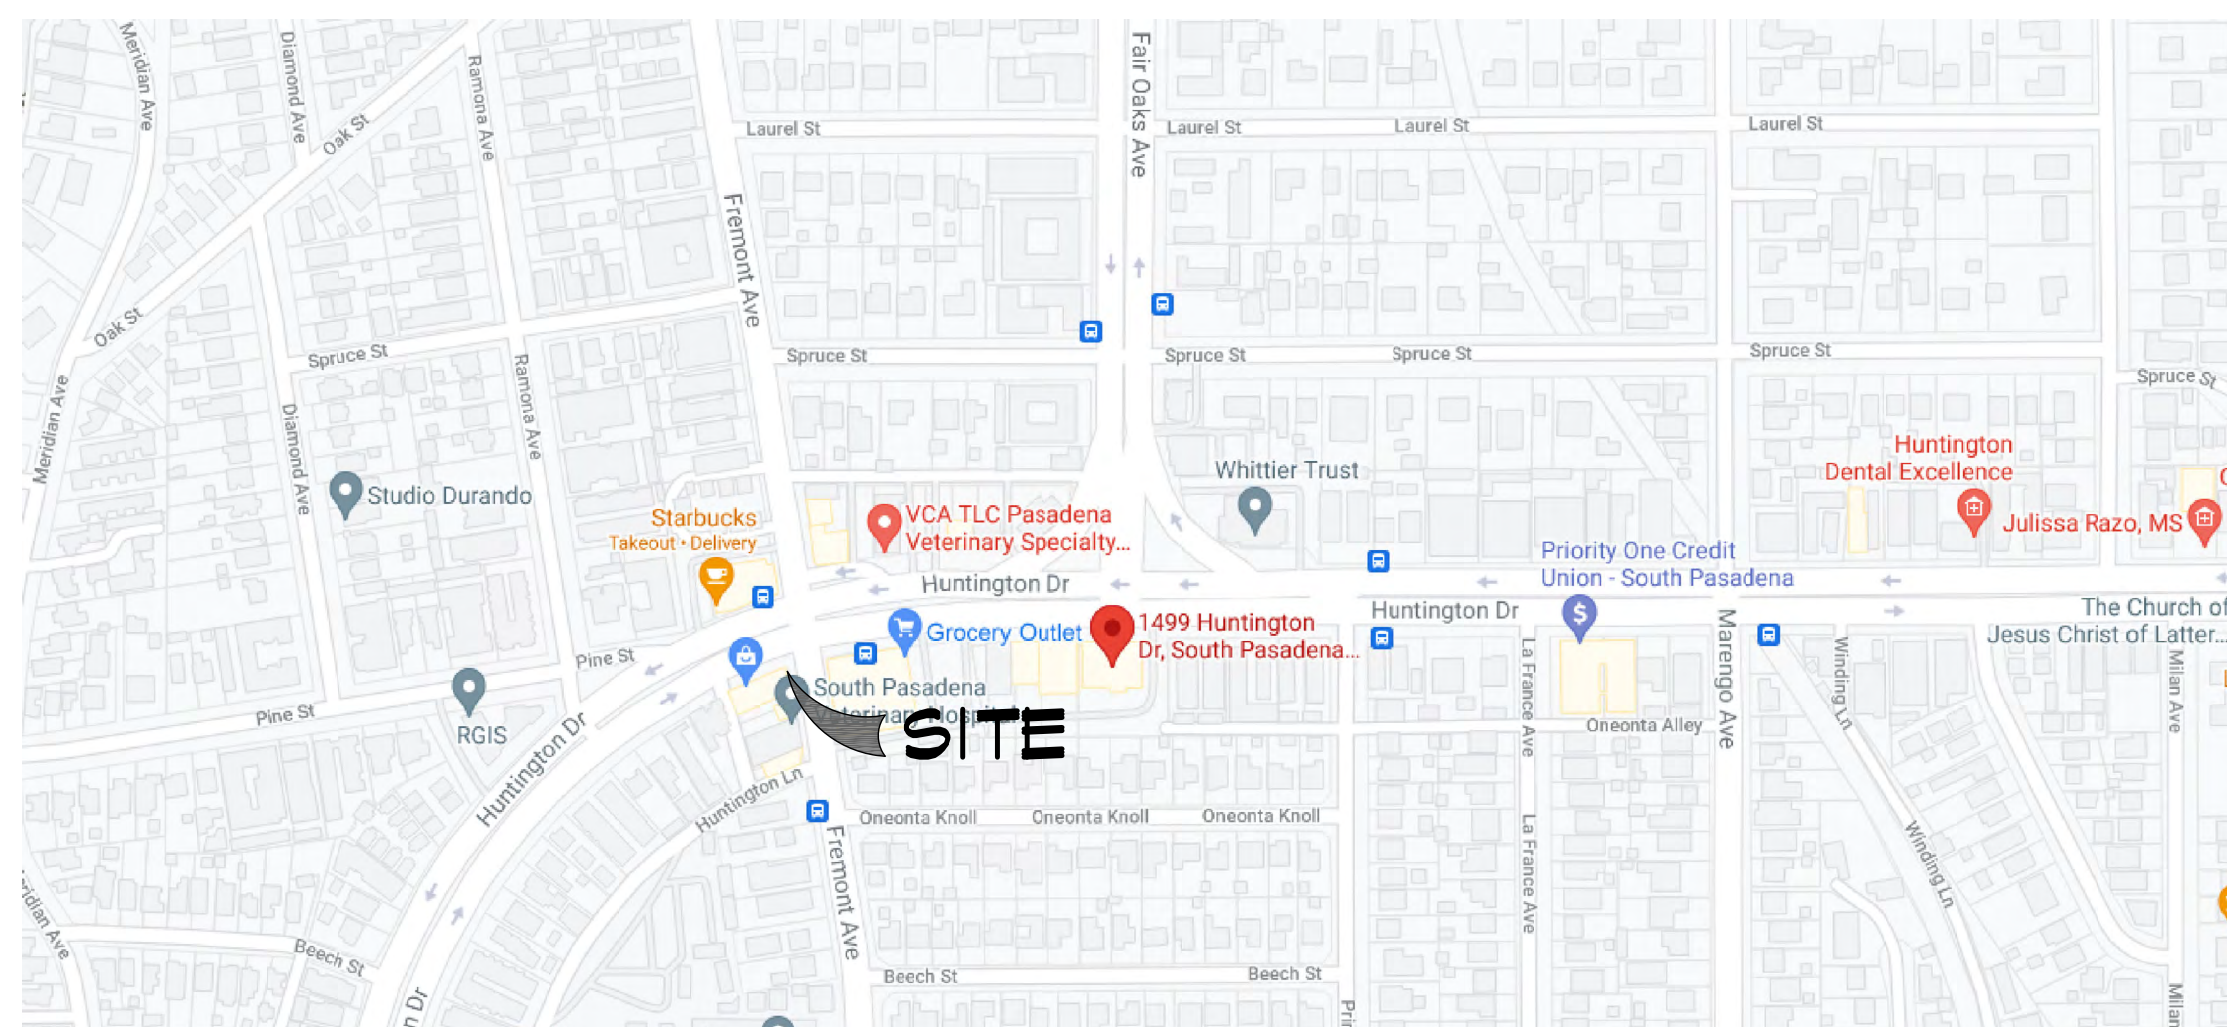 Meridian Ave
Diamond Ave
Oak St
Ramona Ave
Fremont Ave
Laurel St
Fair Oaks Ave
Laurel St
Laurel St
Laurel St
Oak St
Spruce St
Spruce St
Spruce St
Spruce St
Spruce St
Spruce St
Meridian Ave
Diamond Ave
Ramona Ave
Studio Durando
Starbucks
Takeout • Delivery
VCA TLC Pasadena
Veterinary Specialty...
Whittier Trust
Huntington
Dental Excellence
Julissa Razo, MS
Priority One Credit
Union - South Pasadena
Huntington Dr
Huntington Dr
Grocery Outlet
1499 Huntington
Dr, South Pasadena...
The Church of
Jesus Christ of Latter...
Pine St
Pine St
RGIS
Huntington Dr
South Pasadena
Veterinary Hospital
SITE
La France Ave
Marengo Ave
Oneonta Alley
Winding Ln
Milan Ave
Huntington Ln
Oneonta Knoll
Oneonta Knoll
Oneonta Knoll
Fremont Ave
La France Ave
Winding Ln
Beech St
Beech St
Beech St
n Dr
ridian Ave
Milan